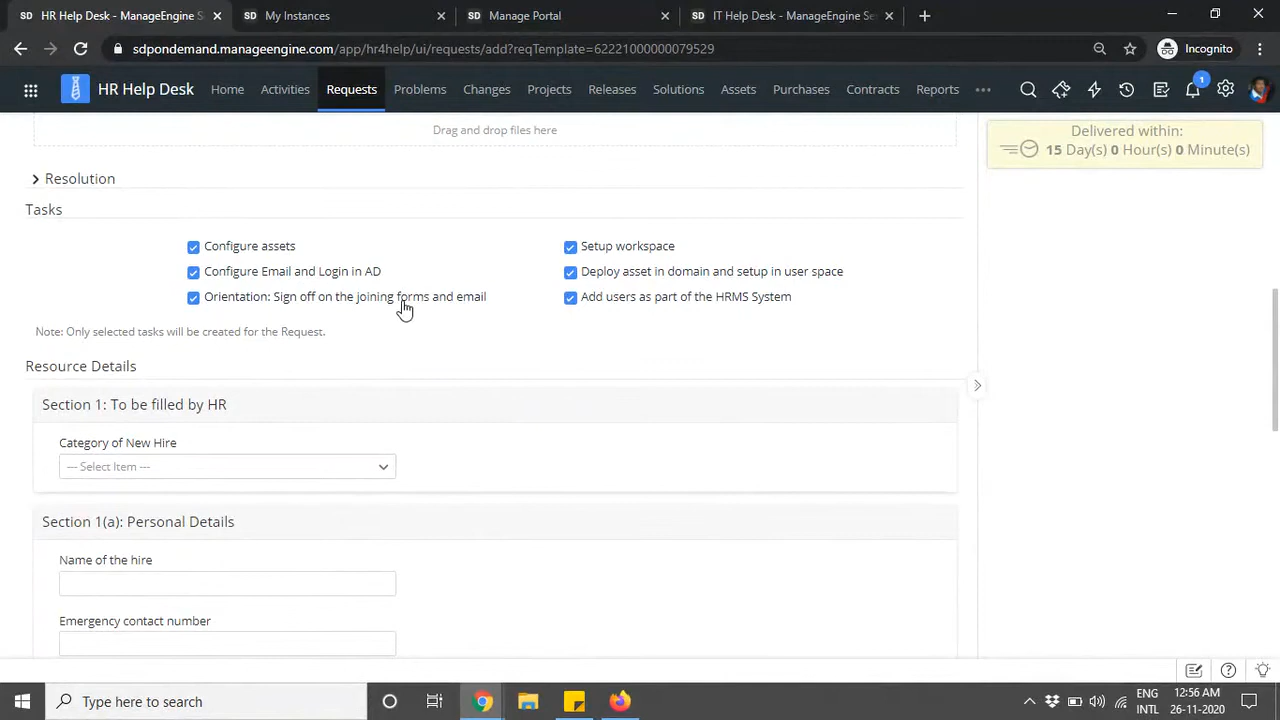 SD HR Help Desk - ManageEngine S
SD My Instances
SD Manage Portal
SD IT Help Desk - ManageEngine Se
sdpondemand.manageengine.com/app/hr4help/ui/requests/add?reqTemplate=62221000000079529
Incognito
HR Help Desk Home Activities Requests Problems Changes Projects Releases Solutions Assets Purchases Contracts Reports 1
Drag and drop files here
Delivered within:
15 Day(s) 0 Hour(s) 0 Minute(s)
Resolution
Tasks
Configure assets Setup workspace
Configure Email and Login in AD Deploy asset in domain and setup in user space
Orientation: Sign off on the joining forms and email Add users as part of the HRMS System
Note: Only selected tasks will be created for the Request.
Resource Details
Section 1: To be filled by HR
Category of New Hire
--- Select Item ---
Section 1(a): Personal Details
Name of the hire
Emergency contact number
Type here to search
ENG
INTL
12:56 AM
26-11-2020